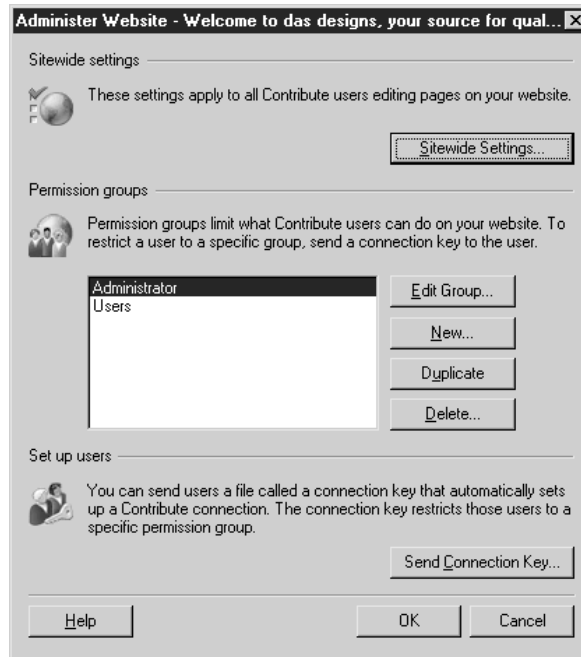 Administer Website - Welcome to das designs, your source for qual...
Sitewide settings
These settings apply to all Contribute users editing pages on your website.
Sitewide Settings...
Permission groups
Permission groups limit what Contribute users can do on your website. To
restrict a user to a specific group, send a connection key to the user.
Administrator
Users
Edit Group...
New...
Duplicate
Delete...
Set up users
You can send users a file called a connection key that automatically sets
up a Contribute connection. The connection key restricts those users to a
specific permission group.
Send Connection Key...
Help
OK
Cancel